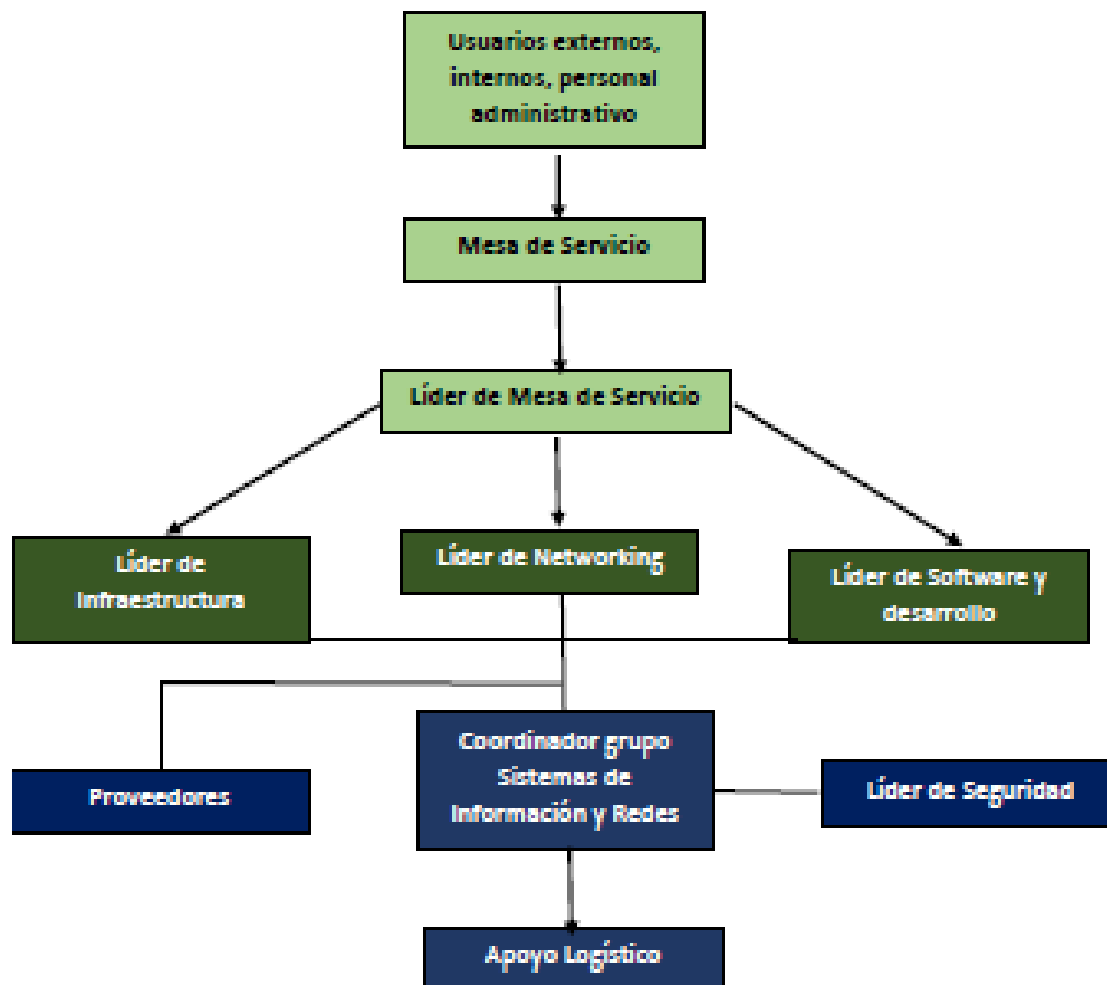 Usuarios externos,
internos, personal
administrativo
Mesa de Servicio
Líder de Mesa de Servicio
Líder de
Infraestructura
Líder de Networking
Líder de Software y
desarrollo
Proveedores
Coordinador grupo
Sistemas de
Información y Redes
Líder de Seguridad
Apoyo Logístico